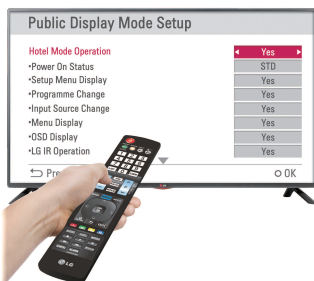 Public Display Mode Setup
Hotel Mode Operation Yes
•Power On Status STD
•Setup Menu Display Yes
•Programme Change Yes
•Input Source Change Yes
•Menu Display Yes
•OSD Display Yes
•LG IR Operation Yes
Pre
OK
LG